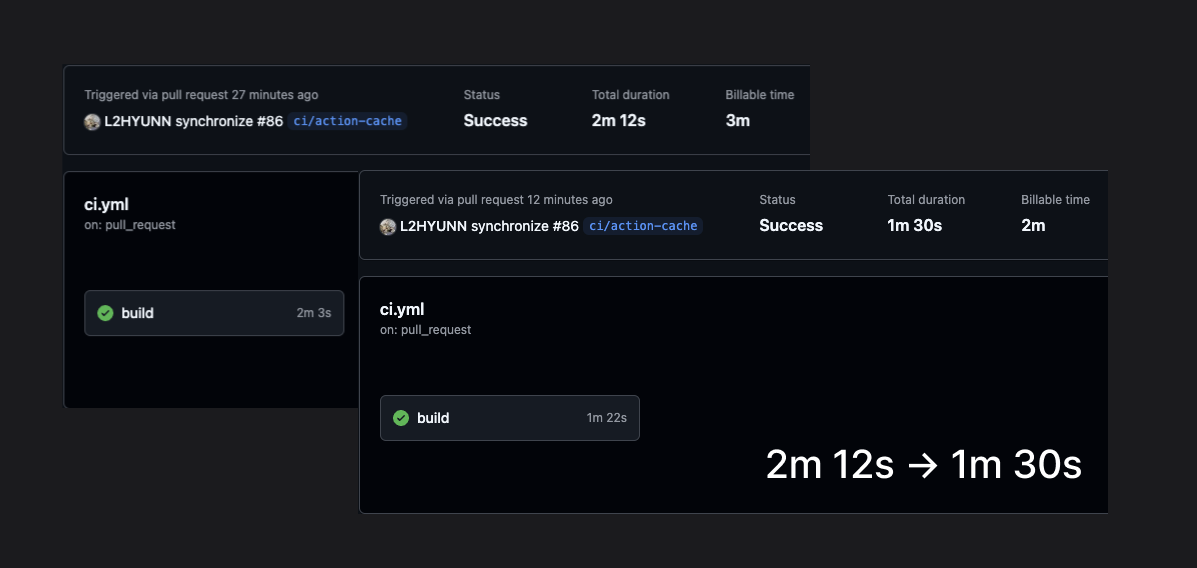 Triggered via pull request 27 minutes ago
Status
Total duration
Billable time
L2HYUNN synchronize #86 ci/action-cache
Success
2m 12s
3m
ci.yml
on: pull_request
build
2m 3s
Triggered via pull request 12 minutes ago
Status
Total duration
Billable time
L2HYUNN synchronize #86 ci/action-cache
Success
1m 30s
2m
ci.yml
on: pull_request
build
1m 22s
2m 12s → 1m 30s